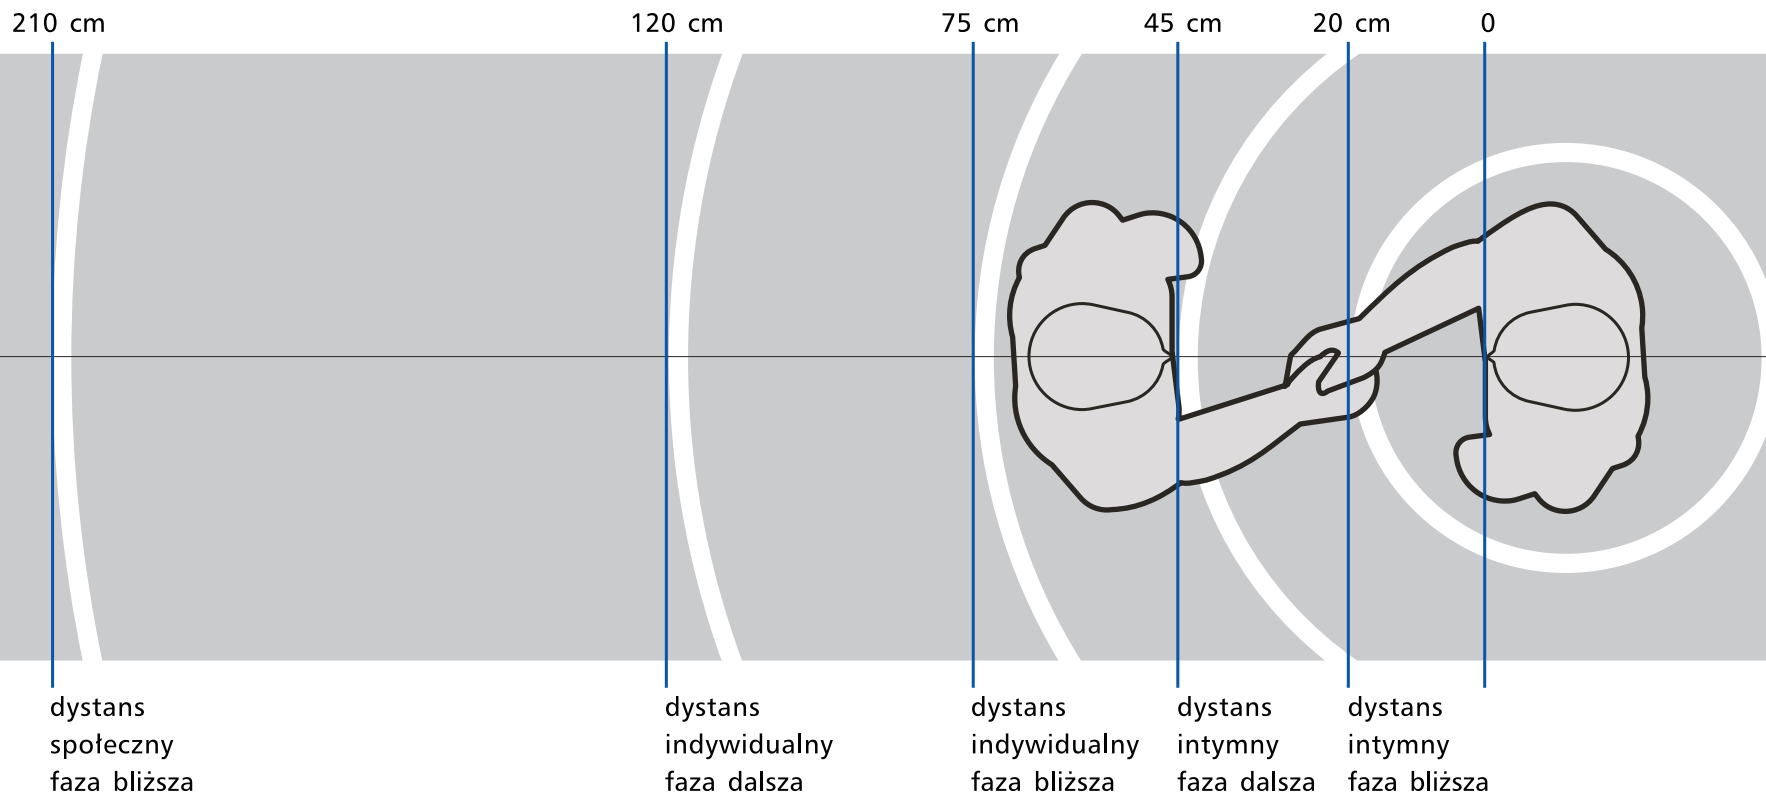 210 cm
120 cm
75 cm
45 cm
20 cm
0
dystans
społeczny
faza bliższa
dystans
indywidualny
faza dalsza
dystans
indywidualny
faza bliższa
dystans
intymny
faza dalsza
dystans
intymny
faza bliższa